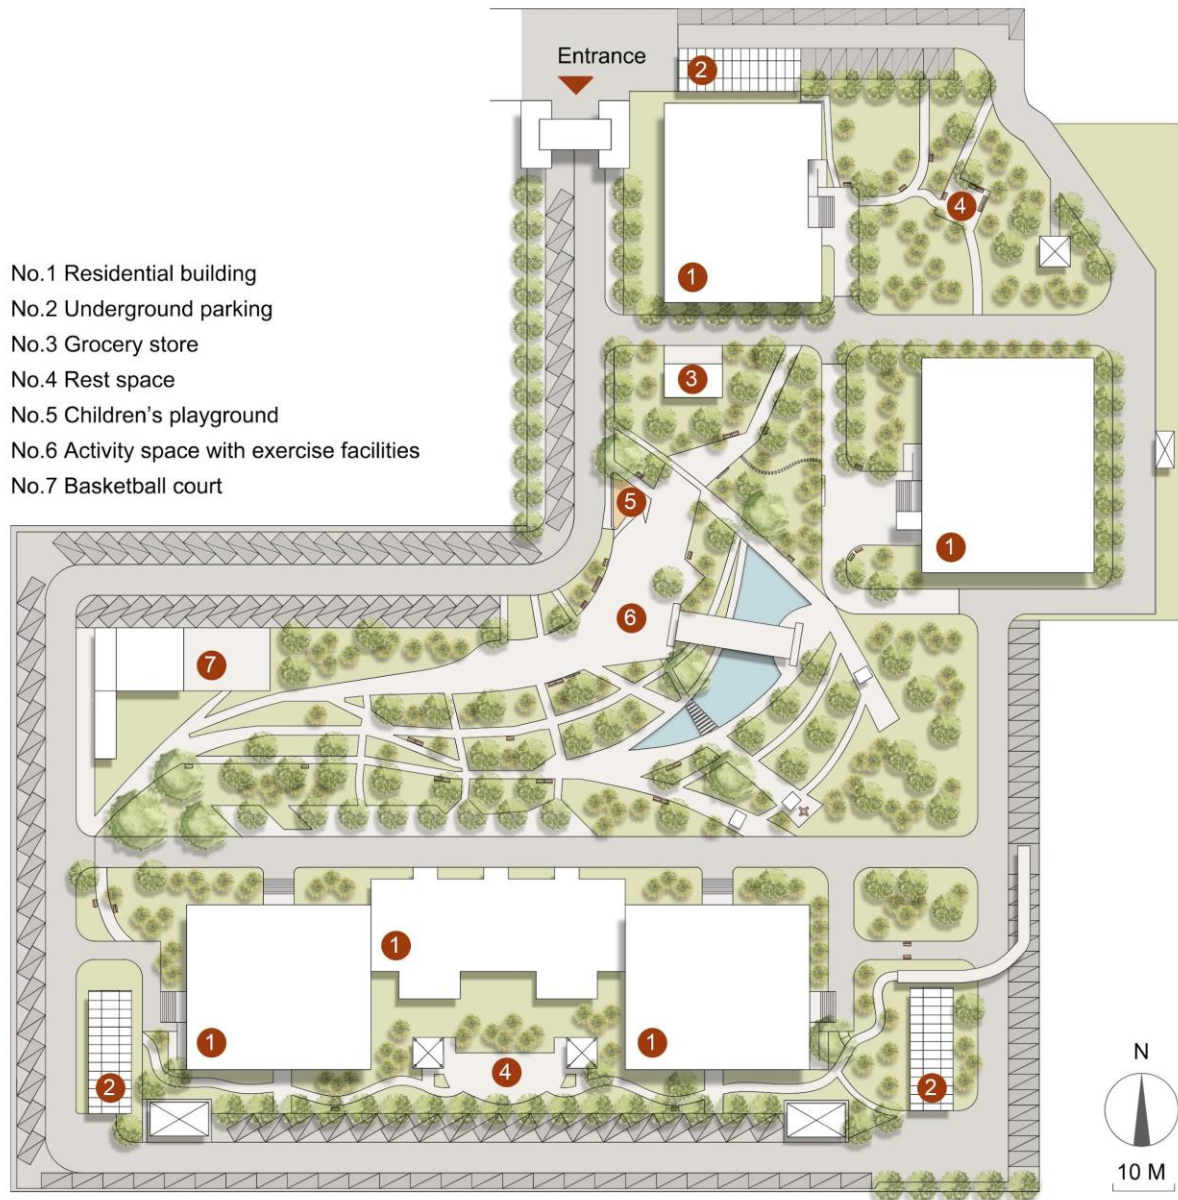 Entrance
2
4
1
No.1 Residential building
No.2 Underground parking
No.3 Grocery store
No.4 Rest space
No.5 Children's playground
No.6 Activity space with exercise facilities
No.7 Basketball court
3
5
1
6
7
1
1
1
4
2
2
N
10 M